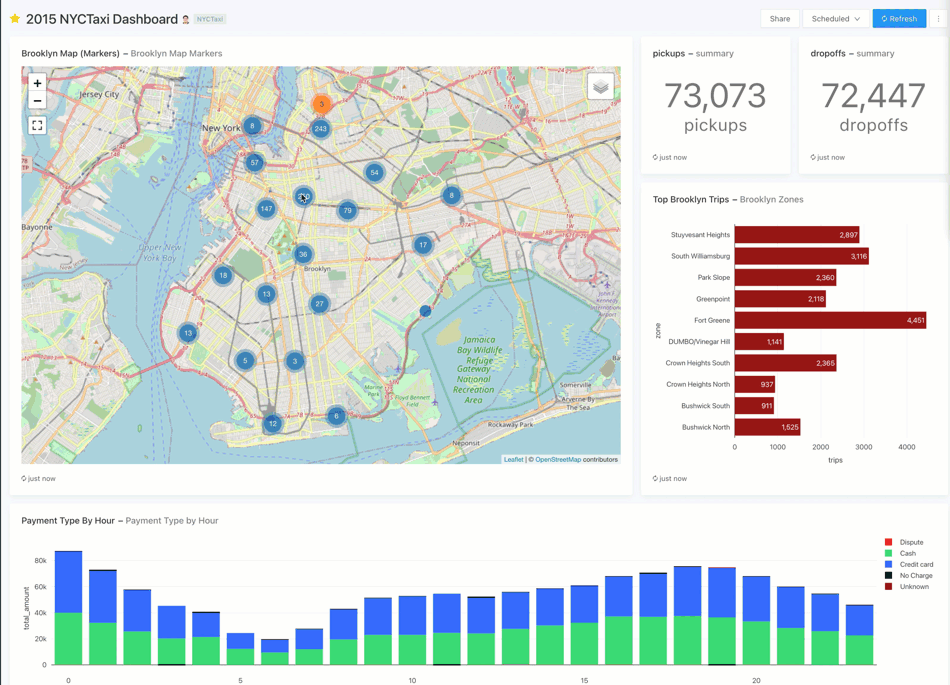 2015 NYCTaxi Dashboard NYCTaxi
Share Scheduled Refresh
Brooklyn Map (Markers) – Brooklyn Map Markers
+
−
Jersey City
New York
Bayonne
Upper New
York Bay
Brooklyn
Jamaica
Bay Wildlife
Refuge
Gateway
National
Recreation
Area
Marine
Park
Floyd Bennett
Field
Somerville
Arverne By
The Sea
Rockaway Park
Neponsit
3
8
243
57
54
8
147
79
17
36
18
13
27
13
5
3
12
6
Leaflet | © OpenStreetMap contributors
just now
pickups – summary
73,073
pickups
just now
dropoffs – summary
72,447
dropoffs
just now
Top Brooklyn Trips – Brooklyn Zones
zone
Stuyvesant Heights 2,897
South Williamsburg 3,116
Park Slope 2,360
Greenpoint 2,118
Fort Greene 4,451
DUMBO/Vinegar Hill 1,141
Crown Heights South 2,365
Crown Heights North 937
Bushwick South 911
Bushwick North 1,525
0 1000 2000 3000 4000
trips
just now
Payment Type By Hour – Payment Type by Hour
total_amount
80k
60k
40k
20k
0
0 5 10 15 20
Dispute
Cash
Credit card
No Charge
Unknown